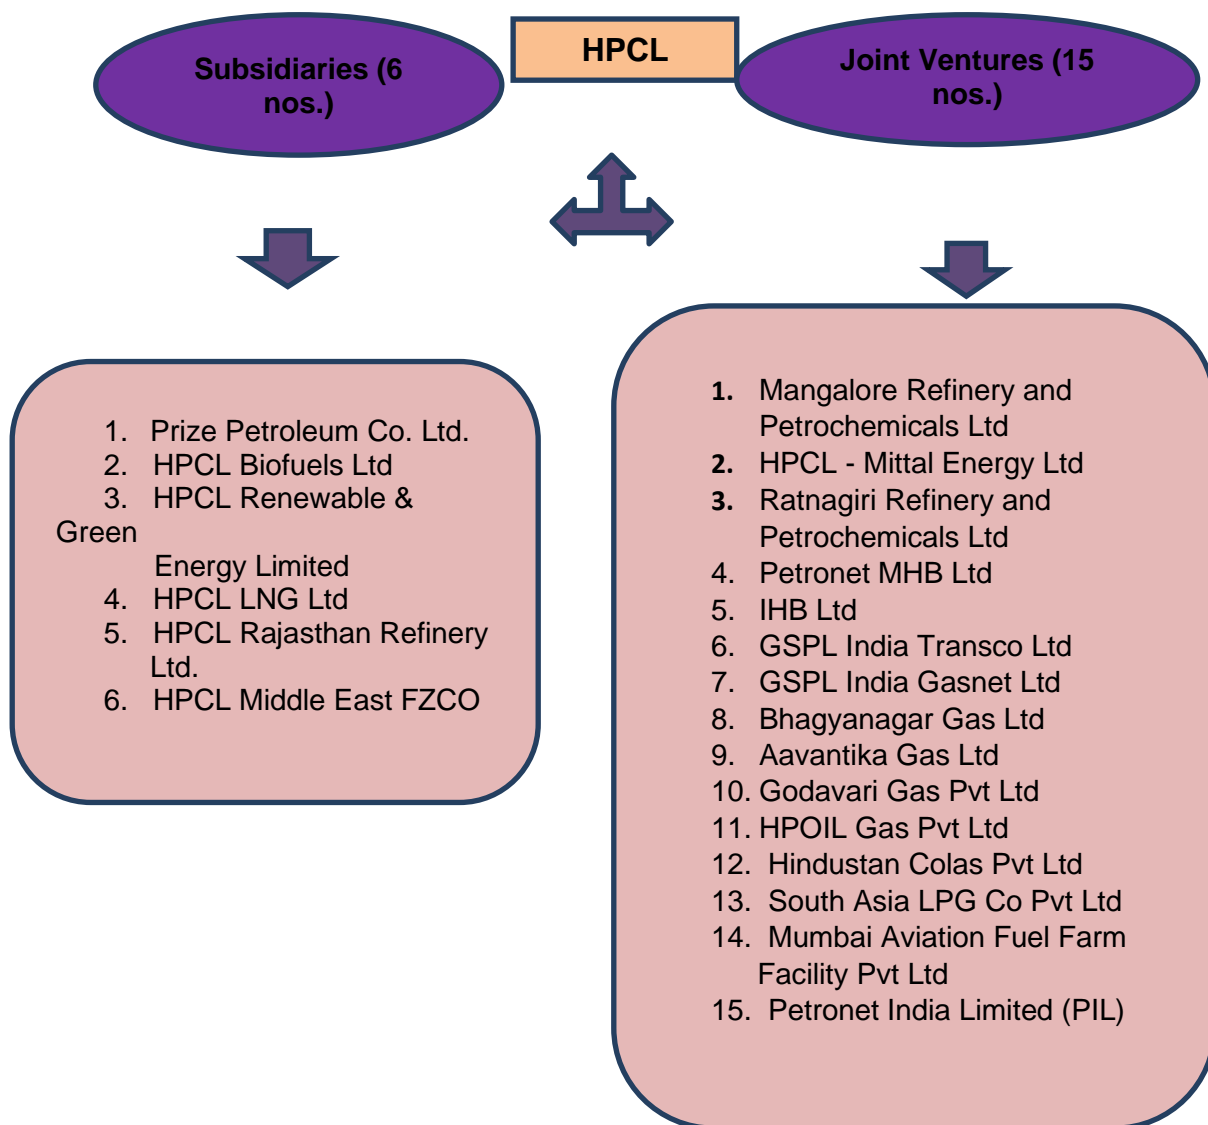 Subsidiaries (6
nos.)
HPCL
Joint Ventures (15
nos.)
1. Prize Petroleum Co. Ltd.
2. HPCL Biofuels Ltd
3. HPCL Renewable &
Green
Energy Limited
4. HPCL LNG Ltd
5. HPCL Rajasthan Refinery
Ltd.
6. HPCL Middle East FZCO
1. Mangalore Refinery and
Petrochemicals Ltd
2. HPCL - Mittal Energy Ltd
3. Ratnagiri Refinery and
Petrochemicals Ltd
4. Petronet MHB Ltd
5. IHB Ltd
6. GSPL India Transco Ltd
7. GSPL India Gasnet Ltd
8. Bhagyanagar Gas Ltd
9. Aavantika Gas Ltd
10. Godavari Gas Pvt Ltd
11. HPOIL Gas Pvt Ltd
12. Hindustan Colas Pvt Ltd
13. South Asia LPG Co Pvt Ltd
14. Mumbai Aviation Fuel Farm
Facility Pvt Ltd
15. Petronet India Limited (PIL)